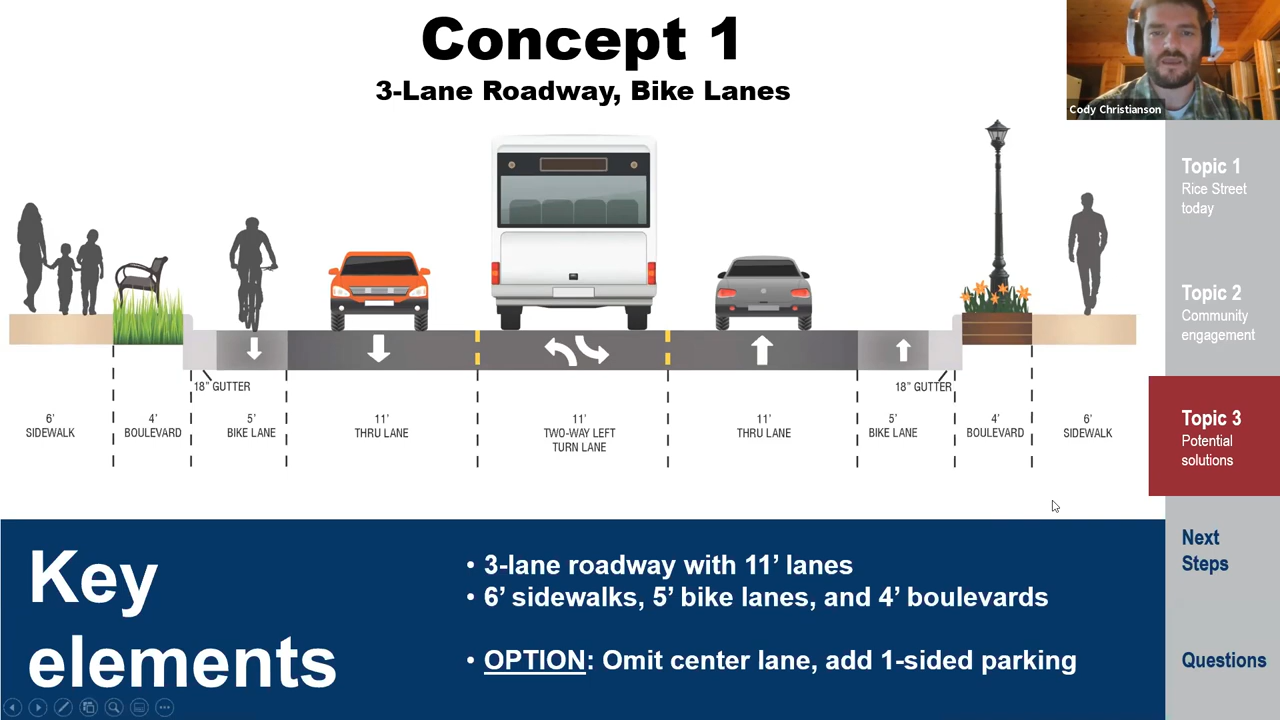 Concept 1
3-Lane Roadway, Bike Lanes
Cody Christianson
18” GUTTER
18” GUTTER
6’
SIDEWALK
4’
BOULEVARD
5’
BIKE LANE
11’
THRU LANE
11’
TWO-WAY LEFT
TURN LANE
11’
THRU LANE
5’
BIKE LANE
4’
BOULEVARD
6’
SIDEWALK
Key
elements
• 3-lane roadway with 11’ lanes
• 6’ sidewalks, 5’ bike lanes, and 4’ boulevards
• OPTION: Omit center lane, add 1-sided parking
Topic 1
Rice Street
today
Topic 2
Community
engagement
Topic 3
Potential
solutions
Next
Steps
Questions